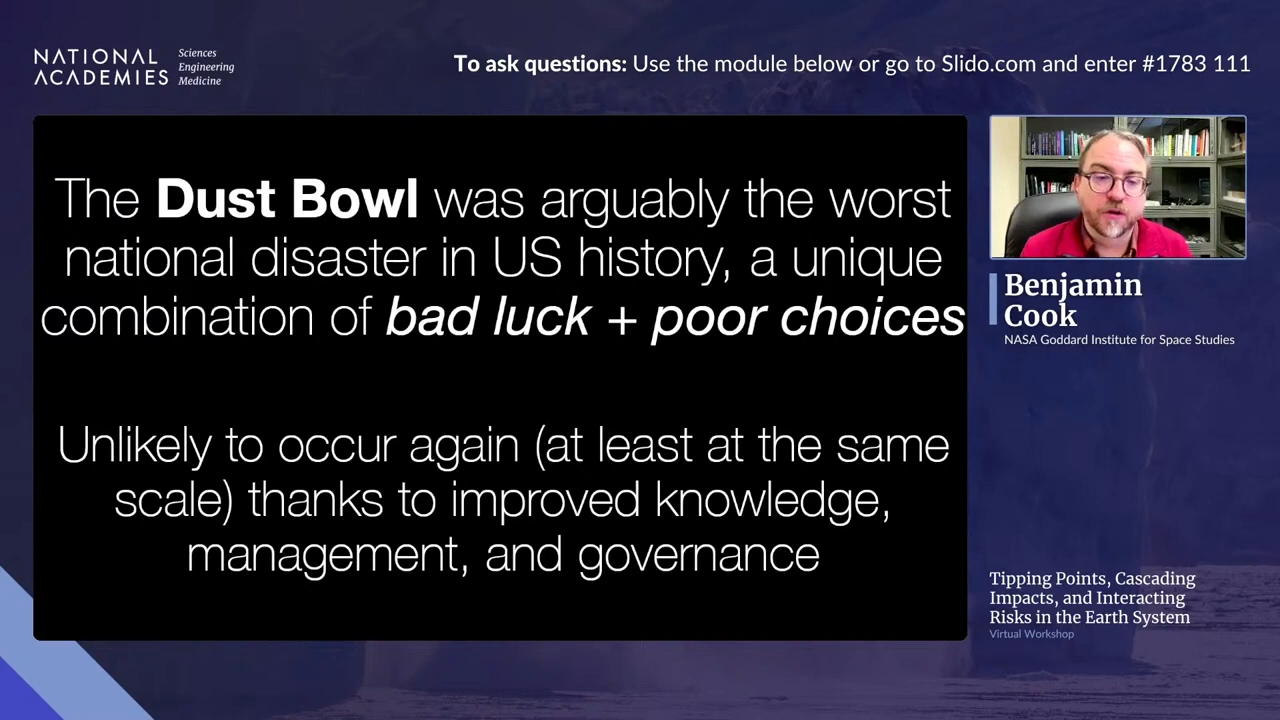 NATIONAL
ACADEMIES
Sciences
Engineering
Medicine
To ask questions: Use the module below or go to Slido.com and enter #1783 111
The Dust Bowl was arguably the worst
national disaster in US history, a unique
combination of bad luck + poor choices
Unlikely to occur again (at least at the same
scale) thanks to improved knowledge,
management, and governance
Benjamin
Cook
NASA Goddard Institute for Space Studies
Tipping Points, Cascading
Impacts, and Interacting
Risks in the Earth System
Virtual Workshop